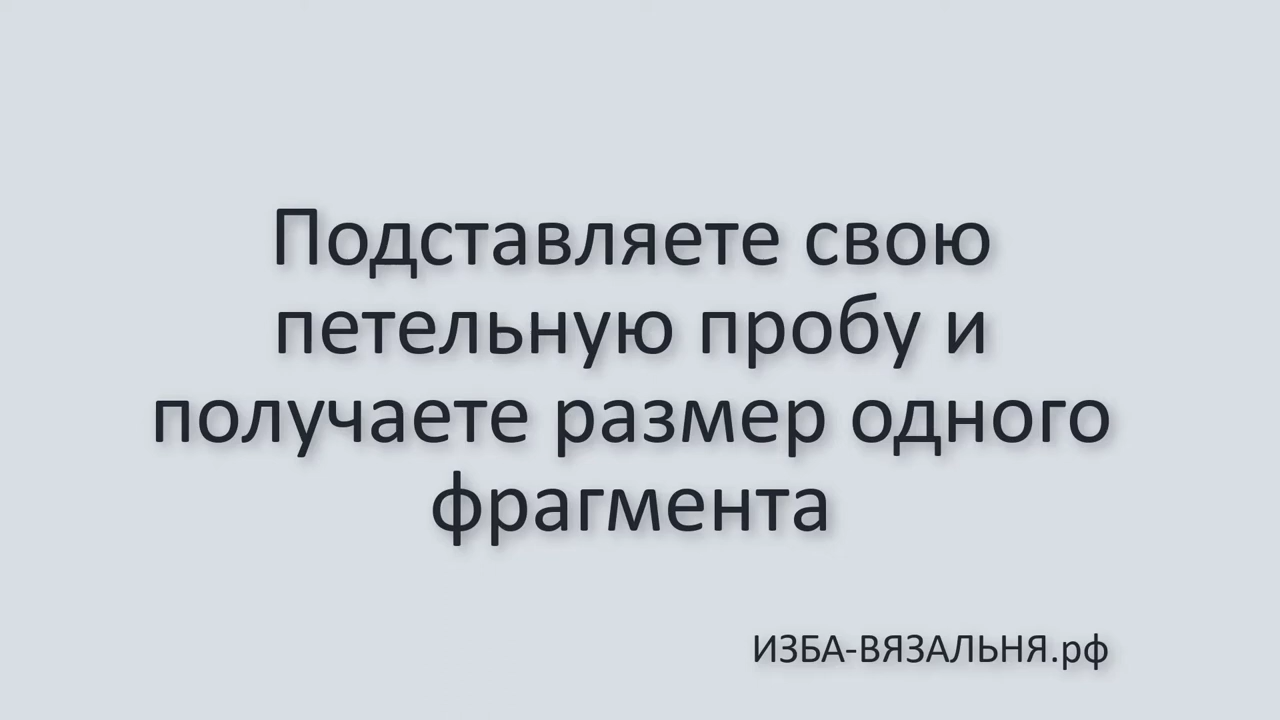 Подставляете свою
петельную пробу и
получаете размер одного
фрагмента
ИЗБА-ВЯЗАЛЬНЯ.рф